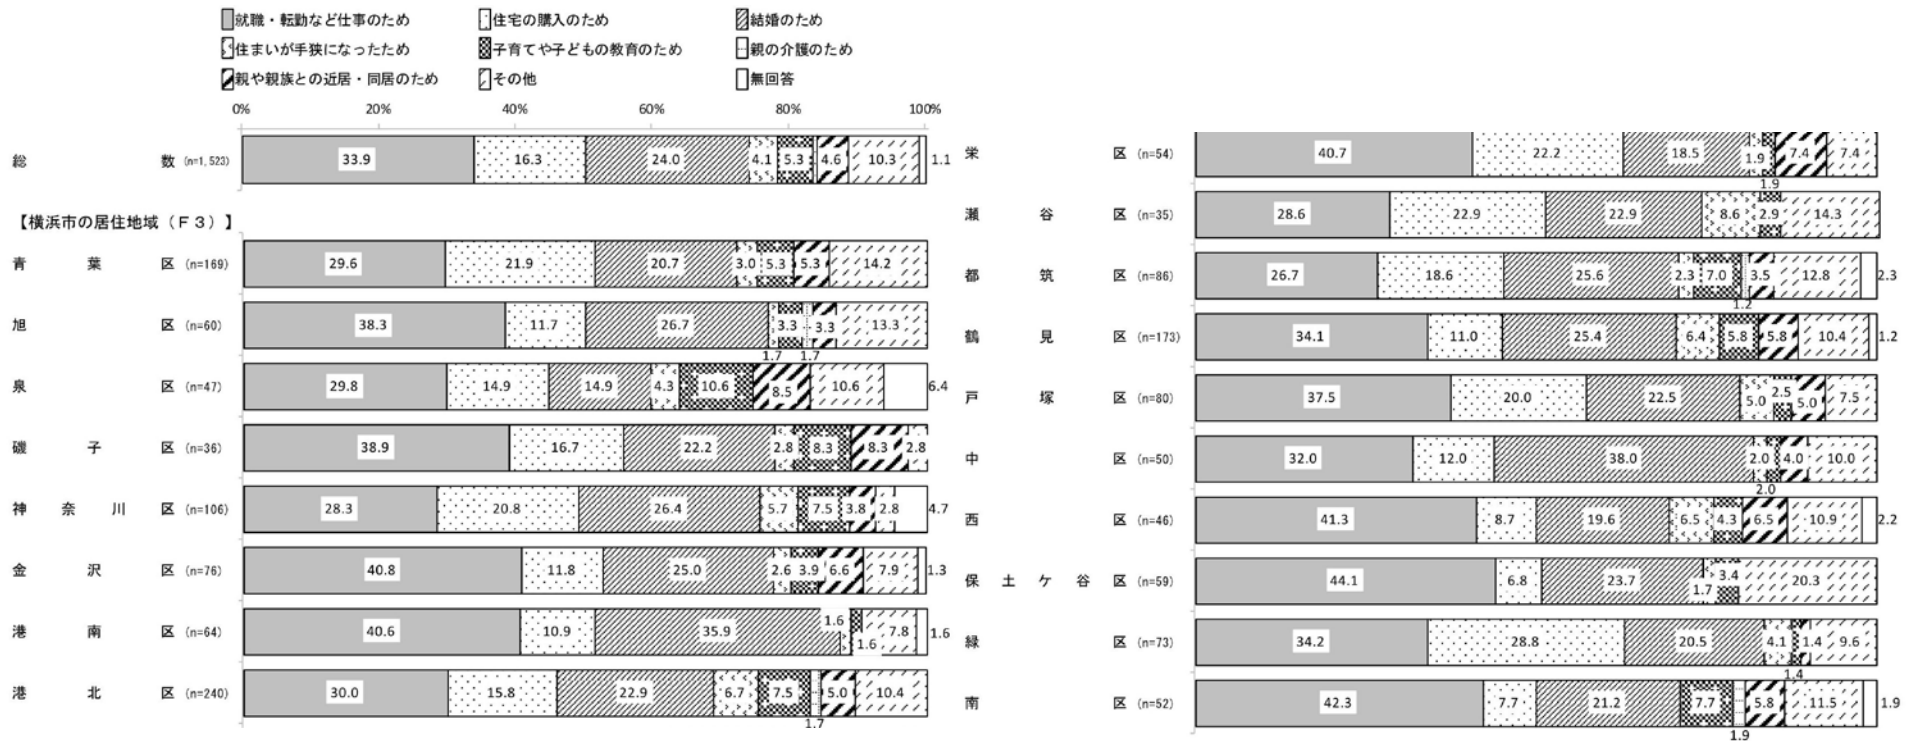 就職・転勤など仕事のため 住宅の購入のため 結婚のため
住まいが手狭になったため 子育てや子どもの教育のため 親の介護のため
親や親族との近居・同居のため その他 無回答
0% 20% 40% 60% 80% 100%
総数 (n=1,523) 33.9 16.3 24.0 4.1 5.3 4.6 10.3 1.1
【横浜市の居住地域（Ｆ３）】
青葉区 (n=169) 29.6 21.9 20.7 3.0 5.3 5.3 14.2
旭区 (n=60) 38.3 11.7 26.7 3.3 3.3 13.3
1.7 1.7
泉区 (n=47) 29.8 14.9 14.9 4.3 10.6 8.5 10.6 6.4
磯子区 (n=36) 38.9 16.7 22.2 2.8 8.3 8.3 2.8
神奈川区 (n=106) 28.3 20.8 26.4 5.7 7.5 3.8 2.8 4.7
金沢区 (n=76) 40.8 11.8 25.0 2.6 3.9 6.6 7.9 1.3
港南区 (n=64) 40.6 10.9 35.9 1.6 1.6 7.8 1.6
港北区 (n=240) 30.0 15.8 22.9 6.7 7.5 5.0 10.4
1.7
栄区 (n=54) 40.7 22.2 18.5 1.9 7.4 7.4
1.9
瀬谷区 (n=35) 28.6 22.9 22.9 8.6 2.9 14.3
都筑区 (n=86) 26.7 18.6 25.6 2.3 7.0 3.5 12.8 2.3
1.2
鶴見区 (n=173) 34.1 11.0 25.4 6.4 5.8 5.8 10.4 1.2
戸塚区 (n=80) 37.5 20.0 22.5 5.0 2.5 5.0 7.5
中区 (n=50) 32.0 12.0 38.0 2.0 4.0 10.0
2.0
西区 (n=46) 41.3 8.7 19.6 6.5 4.3 6.5 10.9 2.2
保土ケ谷区 (n=59) 44.1 6.8 23.7 1.7 3.4 20.3
緑区 (n=73) 34.2 28.8 20.5 4.1 1.4 9.6
1.4
南区 (n=52) 42.3 7.7 21.2 7.7 5.8 11.5 1.9
1.9